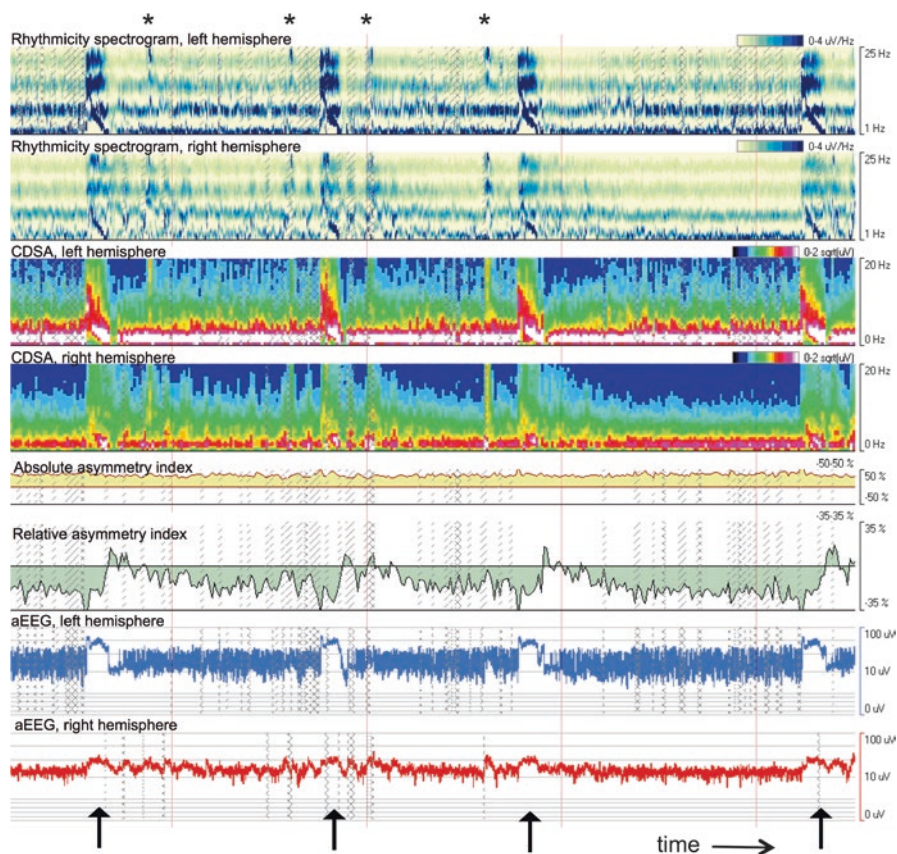 * * * *
Rhythmicity spectrogram, left hemisphere
0-4 uV/Hz
25 Hz
1 Hz
Rhythmicity spectrogram, right hemisphere
0-4 uV/Hz
25 Hz
1 Hz
CDSA, left hemisphere
0-2 sqrt(uV)
20 Hz
0 Hz
CDSA, right hemisphere
0-2 sqrt(uV)
20 Hz
0 Hz
Absolute asymmetry index
-50-50 %
50 %
-50 %
Relative asymmetry index
-35-35 %
35 %
-35 %
aEEG, left hemisphere
100 uV
10 uV
0 uV
aEEG, right hemisphere
100 uV
10 uV
0 uV
time